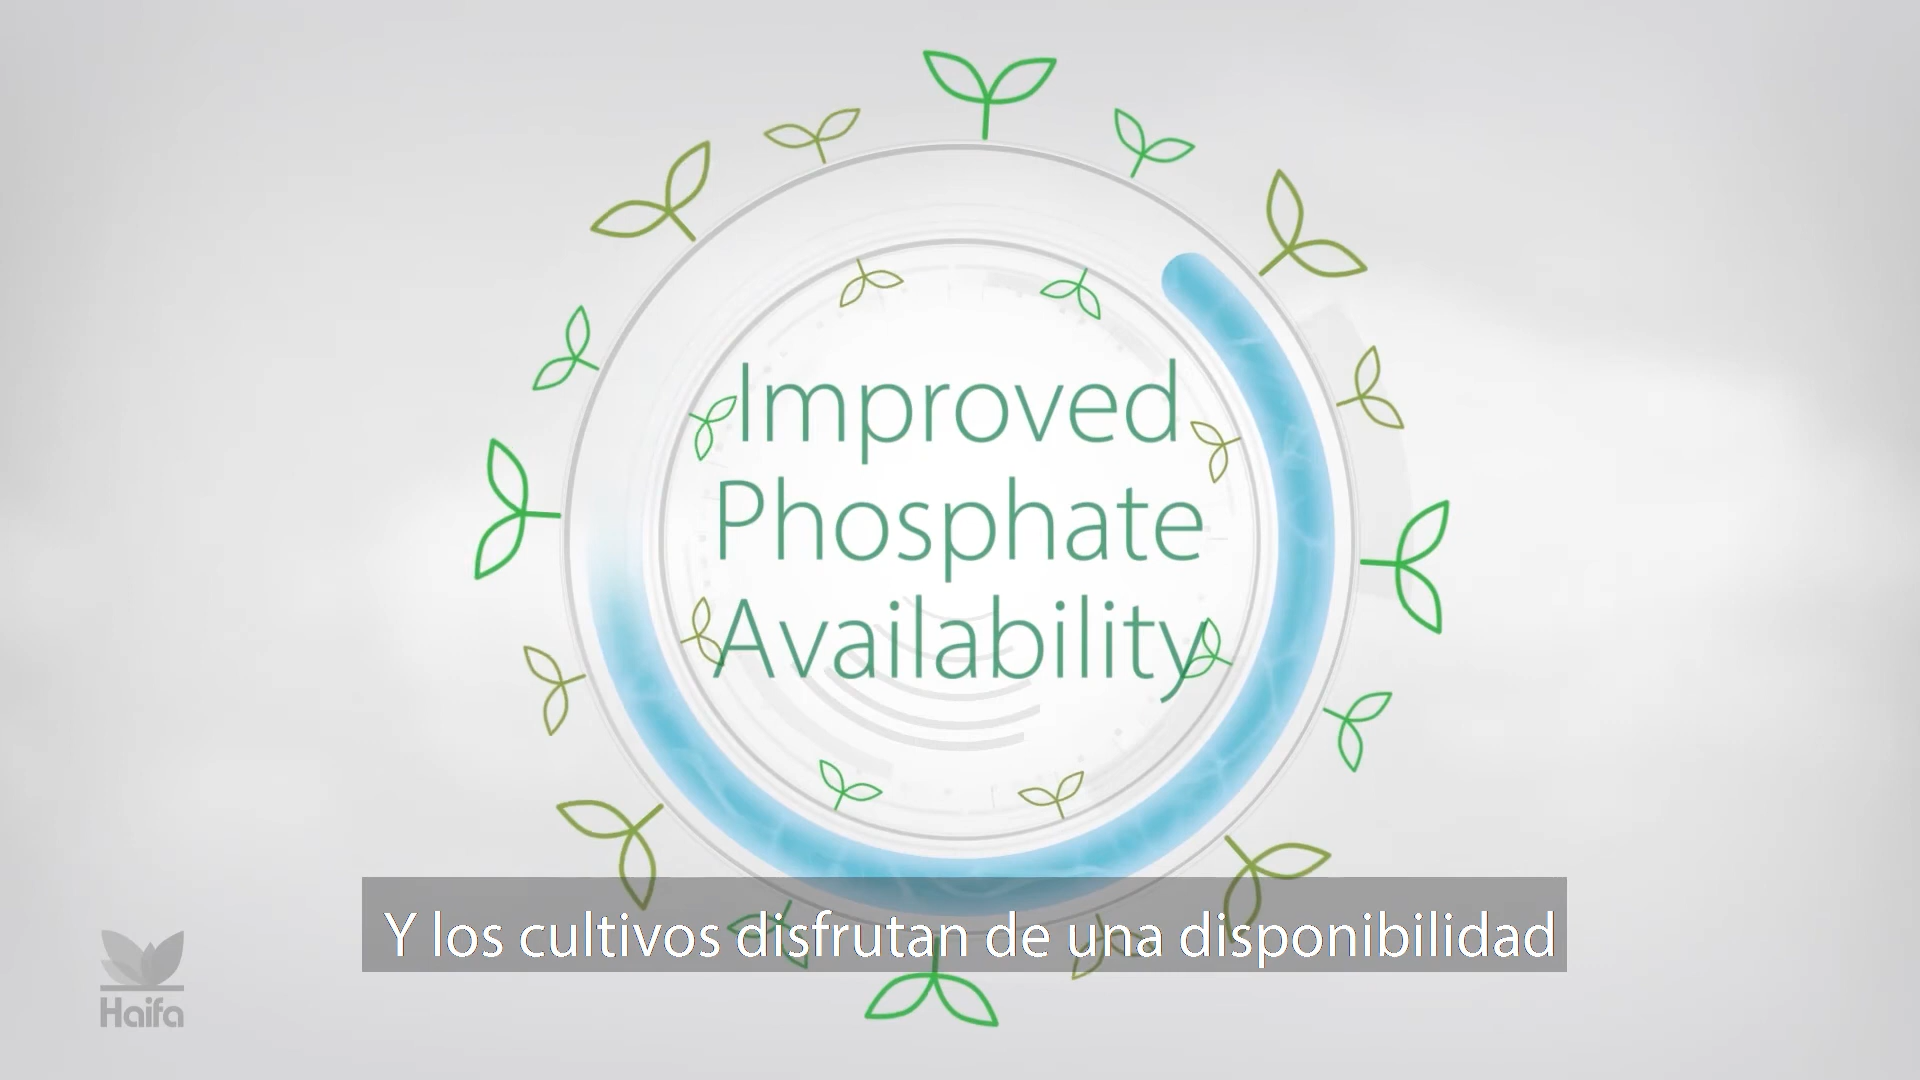 Improved
Phosphate
Availability
Y los cultivos disfrutan de una disponibilidad
Haifa